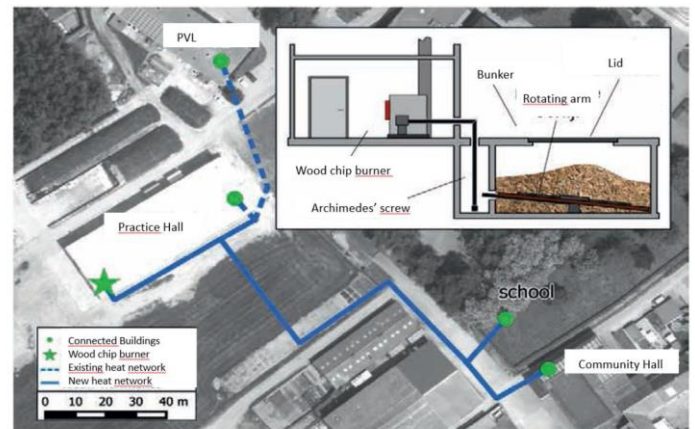 PVL
Bunker
Lid
Rotating arm
Wood chip burner
Archimedes' screw
Practice Hall
school
Community Hall
Connected Buildings
Wood chip burner
Existing heat network
New heat network
0 10 20 30 40 m